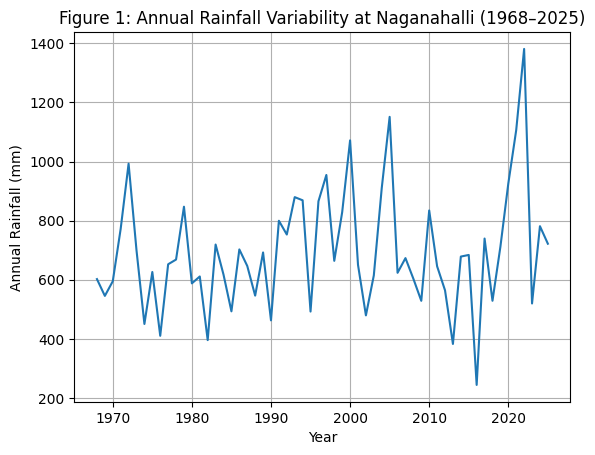 Figure 1: Annual Rainfall Variability at Naganahalli (1968–2025)
1400
1200
1000
800
600
400
200
Annual Rainfall (mm)
1970 1980 1990 2000 2010 2020
Year